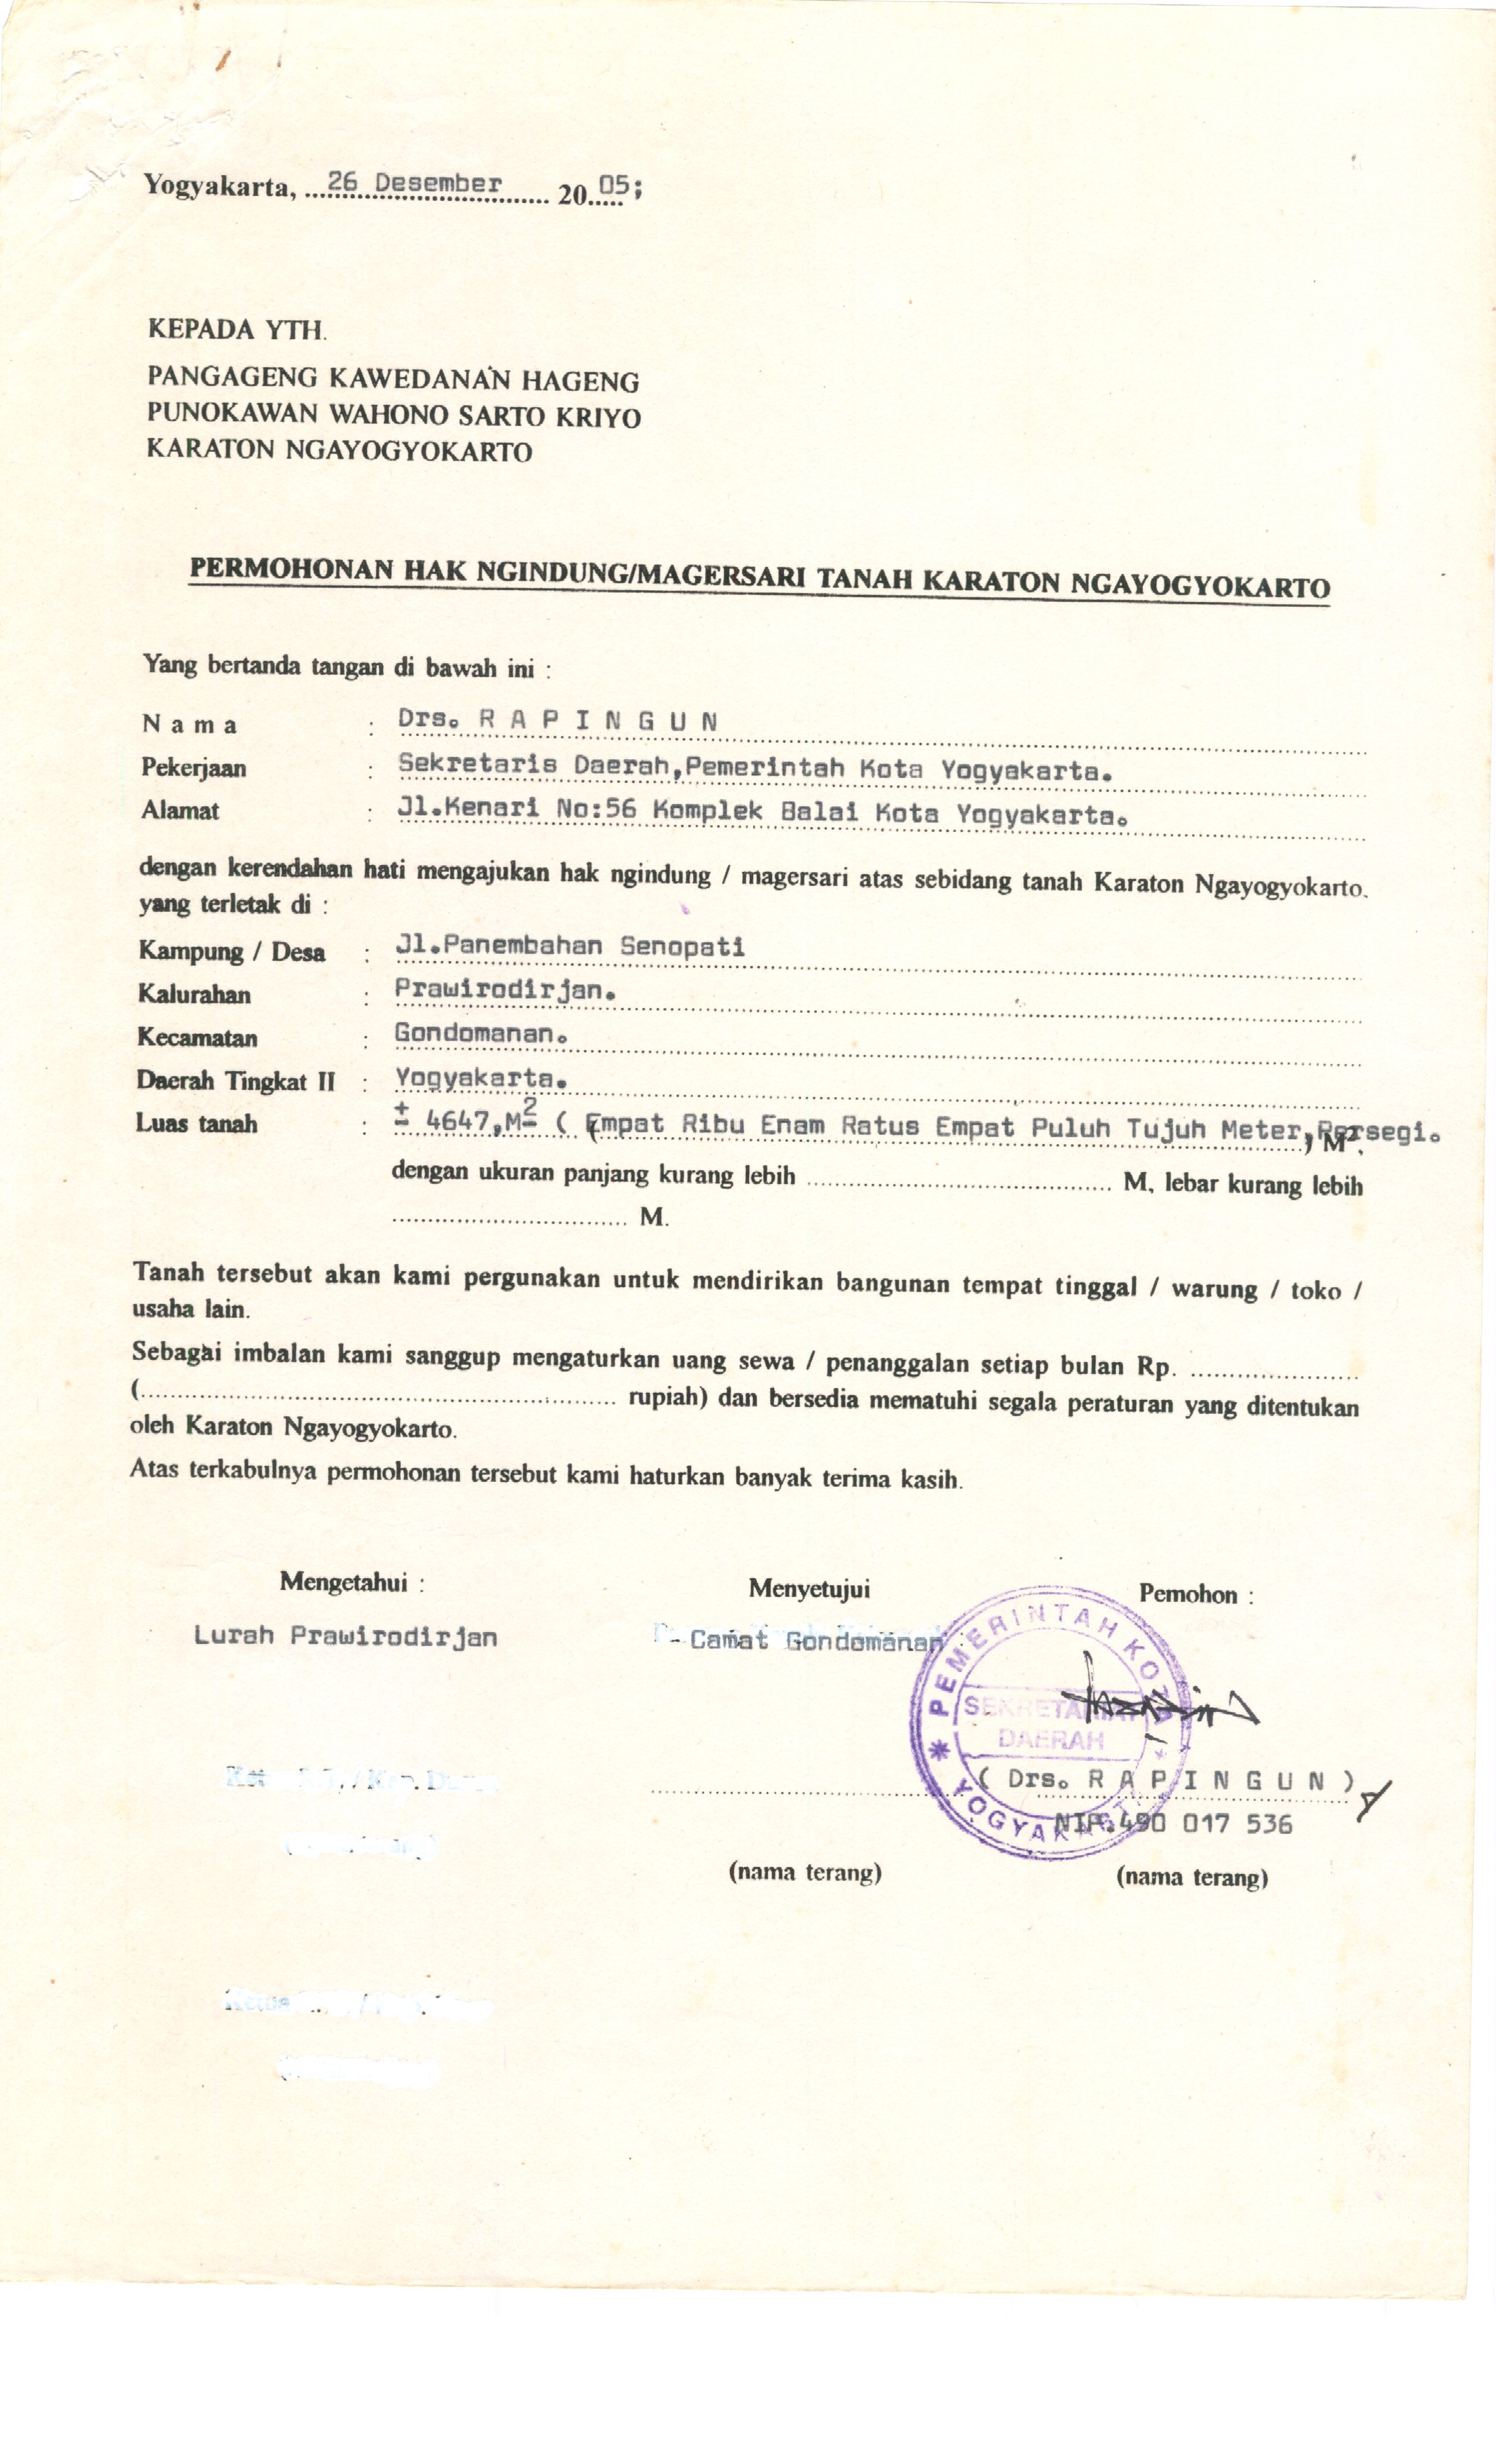 Yogyakarta, ...26 Desember........ 20..05;
KEPADA YTH.
PANGAGENG KAWEDANAN HAGENG
PUNOKAWAN WAHONO SARTO KRIYO
KARATON NGAYOGYOKARTO
PERMOHONAN HAK NGINDUNG/MAGERSARI TANAH KARATON NGAYOGYOKARTO
Yang bertanda tangan di bawah ini :
N a m a : Drs. R A P I N G U N
Pekerjaan : Sekretaris Daerah,Pemerintah Kota Yogyakarta.
Alamat : Jl.Kenari No:56 Komplek Balai Kota Yogyakarta.
dengan kerendahan hati mengajukan hak ngindung / magersari atas sebidang tanah Karaton Ngayogyokarto.
yang terletak di :
Kampung / Desa : Jl.Panembahan Senopati
Kalurahan : Prawirodirjan.
Kecamatan : Gondomanan.
Daerah Tingkat II : Yogyakarta.
Luas tanah : ± 4647,M2 ( Empat Ribu Enam Ratus Empat Puluh Tujuh Meter,Persegi.
) M2.
dengan ukuran panjang kurang lebih ........................ M, lebar kurang lebih
........................ M.
Tanah tersebut akan kami pergunakan untuk mendirikan bangunan tempat tinggal / warung / toko /
usaha lain.
Sebagai imbalan kami sanggup mengaturkan uang sewa / penanggalan setiap bulan Rp. ....................
(........................ rupiah) dan bersedia mematuhi segala peraturan yang ditentukan
oleh Karaton Ngayogyokarto.
Atas terkabulnya permohonan tersebut kami haturkan banyak terima kasih.
Mengetahui : Menyetujui Pemohon :
Lurah Prawirodirjan - Camat Gondomanan
PEMERINTAH KOTA
SEKRETARIAT
DAERAH
YOGYAKARTA
( Drs. R A P I N G U N )
NIP.490 017 536
(nama terang) (nama terang)